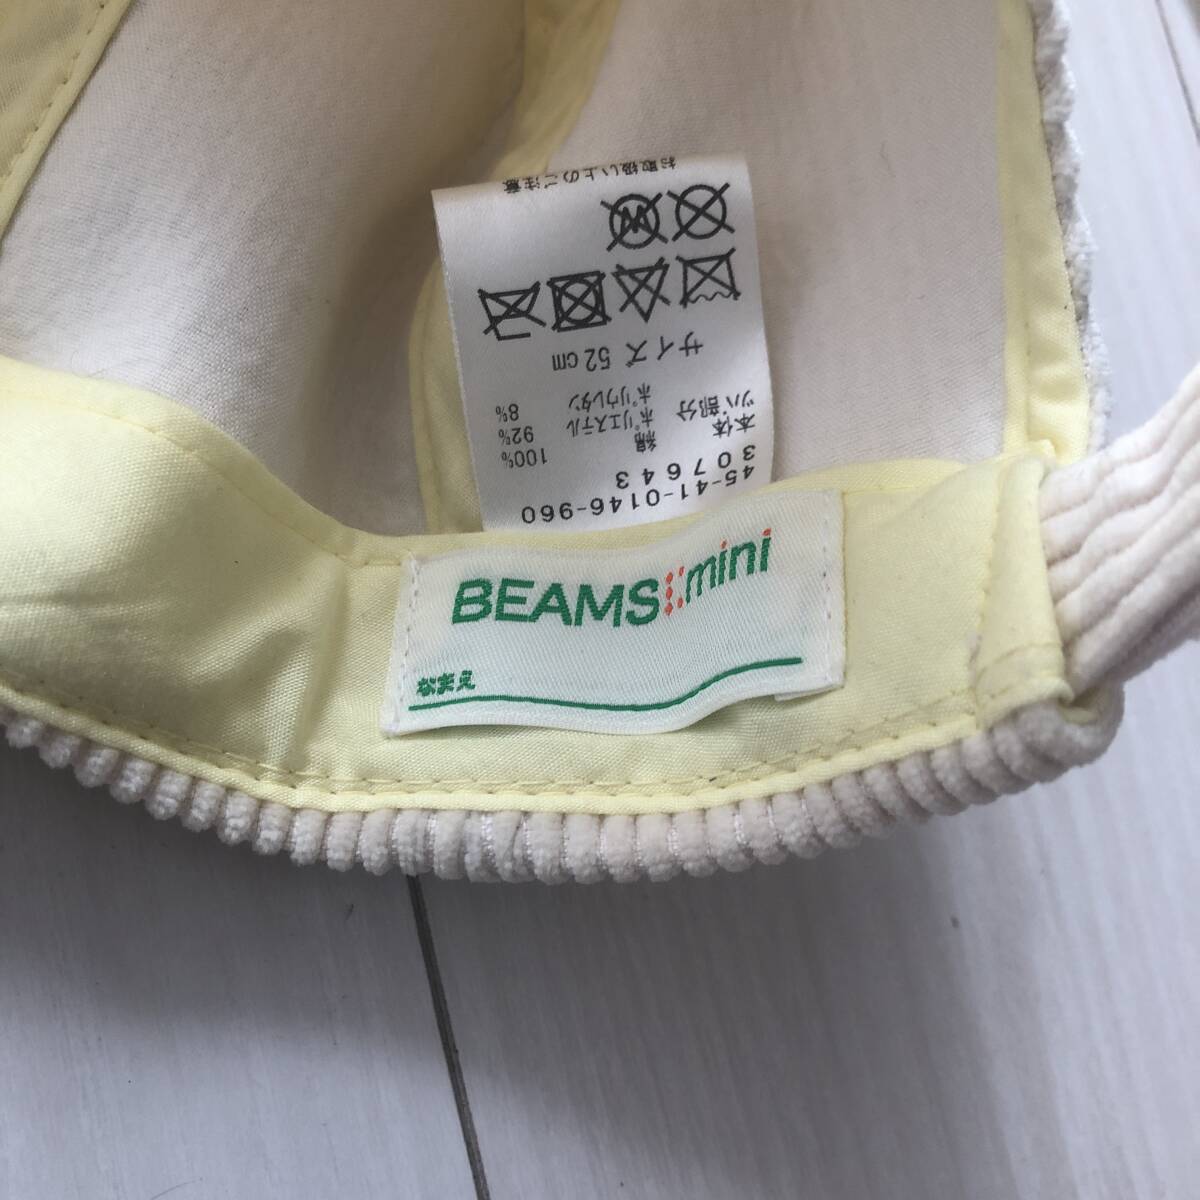 45-41-0146-960
307643
本体 綿 100%
ツバ部分 ポリエステル 92%
ポリウレタン 8%
サイズ 52cm
W
お取扱い上のご注意
BEAMS mini
なまえ